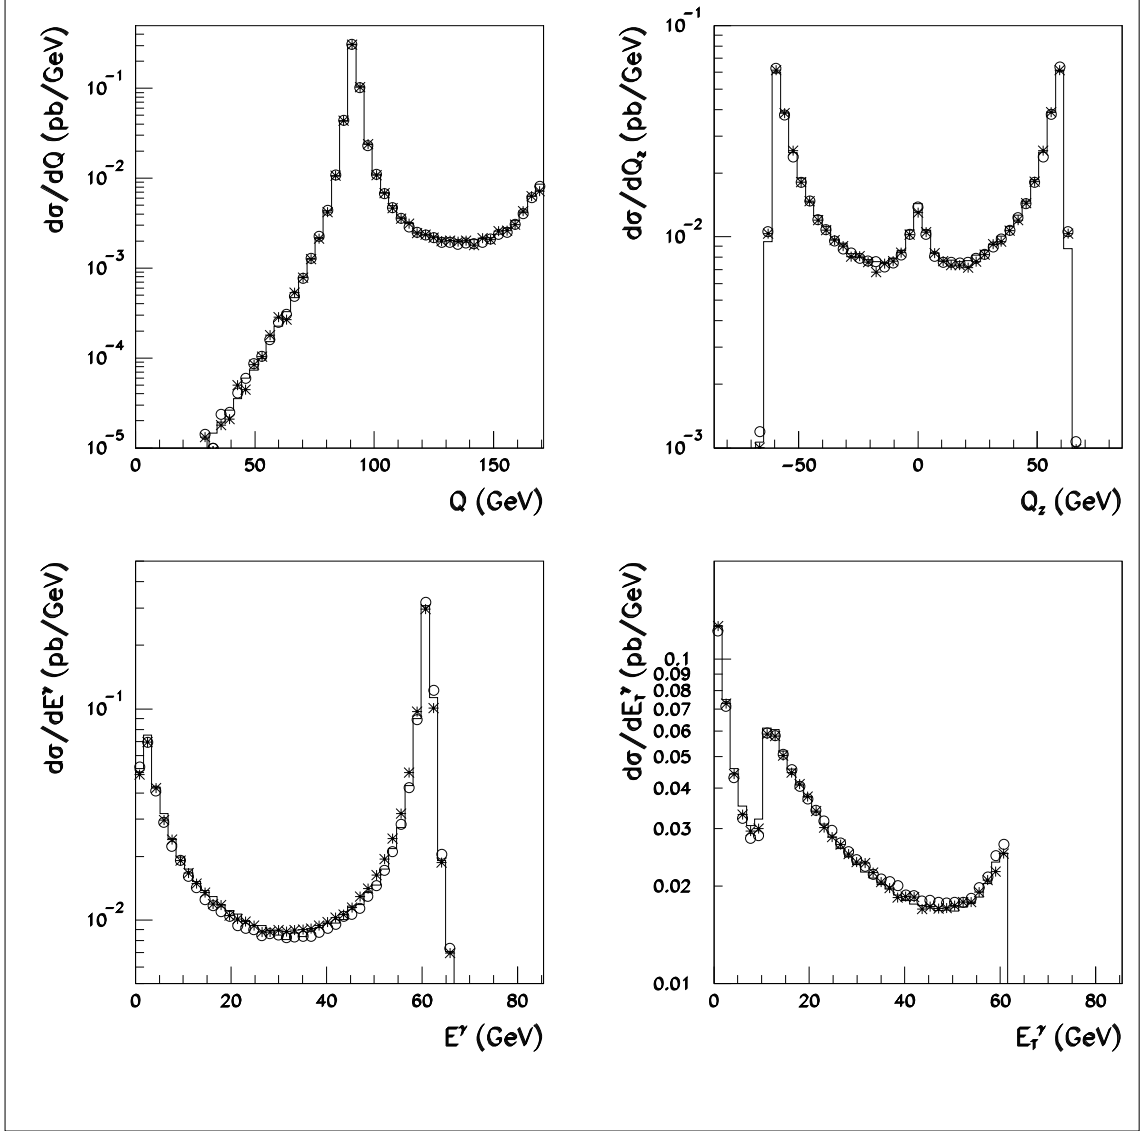 dσ/dQ (pb/GeV)
10⁻¹
10⁻²
10⁻³
10⁻⁴
10⁻⁵
0 50 100 150
Q (GeV)
dσ/dQ_z (pb/GeV)
10⁻¹
10⁻²
10⁻³
−50 0 50
Q_z (GeV)
dσ/dE^γ (pb/GeV)
10⁻¹
10⁻²
0 20 40 60 80
E^γ (GeV)
dσ/dE_T^γ (pb/GeV)
0.1
0.09
0.08
0.07
0.06
0.05
0.04
0.03
0.02
0.01
0 20 40 60 80
E_T^γ (GeV)